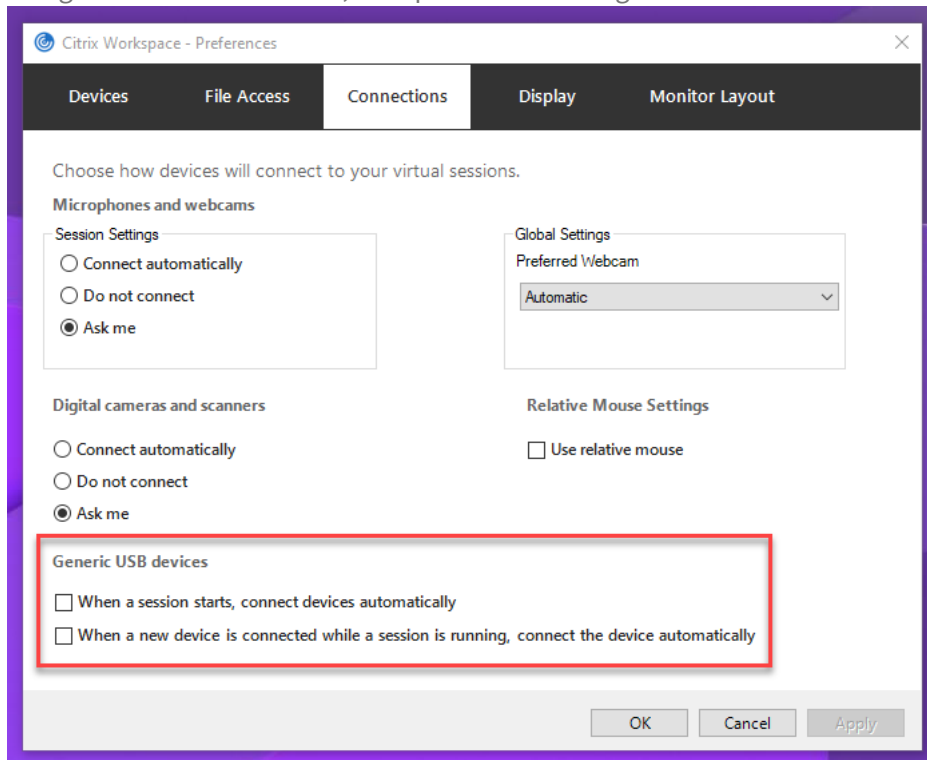 Citrix Workspace - Preferences
Devices File Access Connections Display Monitor Layout
Choose how devices will connect to your virtual sessions.
Microphones and webcams
Session Settings
Connect automatically
Do not connect
Ask me
Global Settings
Preferred Webcam
Automatic
Digital cameras and scanners
Connect automatically
Do not connect
Ask me
Relative Mouse Settings
Use relative mouse
Generic USB devices
When a session starts, connect devices automatically
When a new device is connected while a session is running, connect the device automatically
OK Cancel Apply